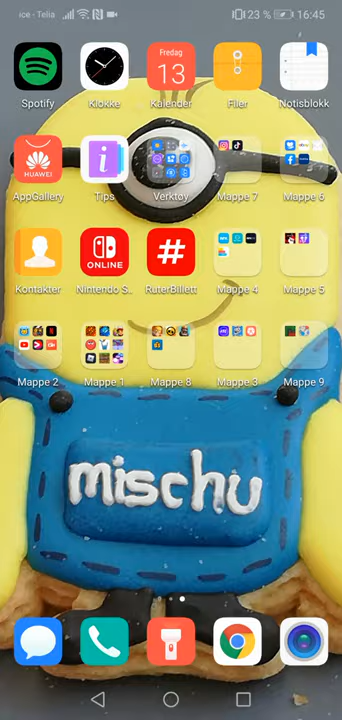 ice - Telia 23 % 16:45
Fredag
13
Spotify Klokke Kalender Filer Notisblokk
HUAWEI
AppGallery Tips Verktøy Mappe 7 Mappe 6
ONLINE
Kontakter Nintendo S... RuterBillett Mappe 4 Mappe 5
Mappe 2 Mappe 1 Mappe 8 Mappe 3 Mappe 9
mischu